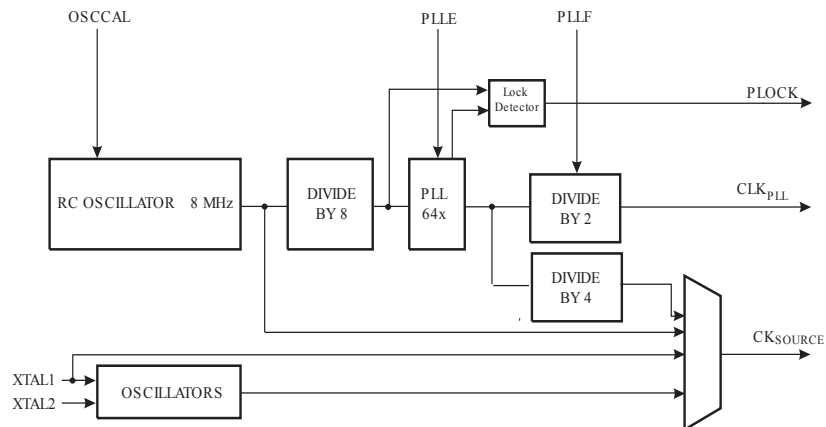 OSCCAL
PLLE
PLLF
Lock
Detector
PLOCK
RC OSCILLATOR 8 MHz
DIVIDE
BY 8
PLL
64x
DIVIDE
BY 2
CLKPLL
DIVIDE
BY 4
CKSOURCE
XTAL1
XTAL2
OSCILLATORS